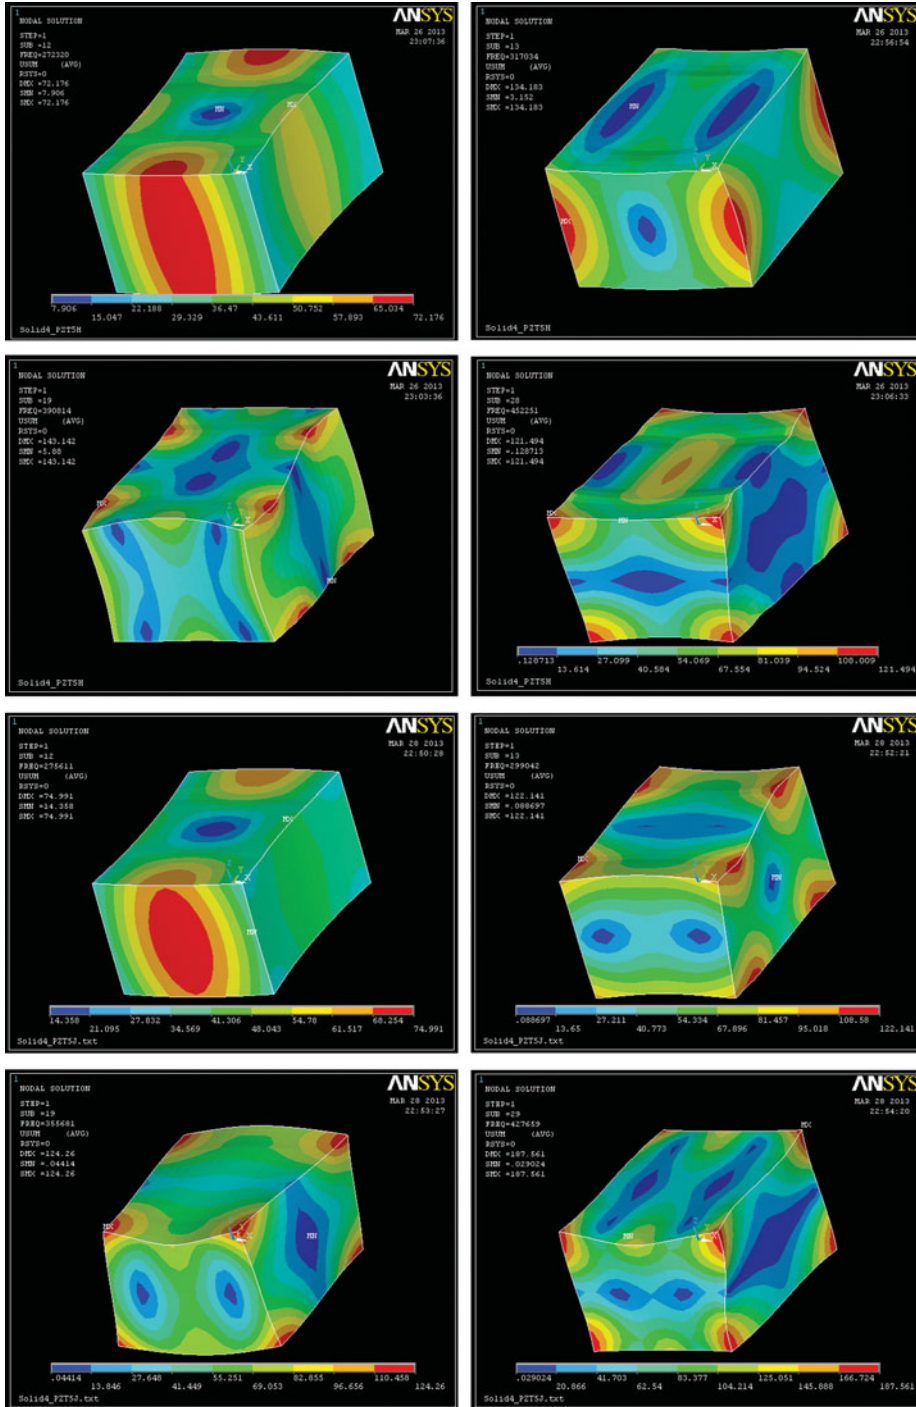 1
NODAL SOLUTION
STEP=1
SUB =12
FREQ=272320
USUM (AVG)
RSYS=0
DMX =72.176
SMN =7.906
SMX =72.176
ANSYS
MAR 26 2013
23:07:36
MN
MX
Z
Y
X
7.906 22.188 36.47 50.752 65.034
15.047 29.329 43.611 57.893 72.176
Solid4_PZT5H
1
NODAL SOLUTION
STEP=1
SUB =13
FREQ=317034
USUM (AVG)
RSYS=0
DMX =134.183
SMN =3.152
SMX =134.183
ANSYS
MAR 26 2013
22:56:54
MN
MX
Z
Y
X
Solid4_PZT5H
1
NODAL SOLUTION
STEP=1
SUB =19
FREQ=390814
USUM (AVG)
RSYS=0
DMX =143.142
SMN =5.88
SMX =143.142
ANSYS
MAR 26 2013
23:03:36
MX
Z
Y
X
MN
Solid4_PZT5H
1
NODAL SOLUTION
STEP=1
SUB =28
FREQ=452251
USUM (AVG)
RSYS=0
DMX =121.494
SMN =.128713
SMX =121.494
ANSYS
MAR 26 2013
23:06:33
MX
MN
Z
Y
X
.128713 27.099 54.069 81.039 108.009
13.614 40.584 67.554 94.524 121.494
Solid4_PZT5H
1
NODAL SOLUTION
STEP=1
SUB =12
FREQ=275611
USUM (AVG)
RSYS=0
DMX =74.991
SMN =14.358
SMX =74.991
ANSYS
MAR 28 2013
22:50:28
MX
Z
Y
X
MN
14.358 27.832 41.306 54.78 68.254
21.095 34.569 48.043 61.517 74.991
Solid4_PZT5J.txt
1
NODAL SOLUTION
STEP=1
SUB =13
FREQ=299042
USUM (AVG)
RSYS=0
DMX =122.141
SMN =.088697
SMX =122.141
ANSYS
MAR 28 2013
22:52:21
MX
Z
Y
X
MN
.088697 27.211 54.334 81.457 108.58
13.65 40.773 67.896 95.018 122.141
Solid4_PZT5J.txt
1
NODAL SOLUTION
STEP=1
SUB =19
FREQ=355681
USUM (AVG)
RSYS=0
DMX =124.26
SMN =.04414
SMX =124.26
ANSYS
MAR 28 2013
22:53:27
MX
Z
Y
X
MN
.04414 27.648 55.251 82.855 110.458
13.846 41.449 69.053 96.656 124.26
Solid4_PZT5J.txt
1
NODAL SOLUTION
STEP=1
SUB =29
FREQ=427659
USUM (AVG)
RSYS=0
DMX =187.561
SMN =.029024
SMX =187.561
ANSYS
MAR 28 2013
22:54:20
MX
MN
Z
Y
X
.029024 41.703 83.377 125.051 166.724
20.866 62.54 104.214 145.888 187.561
Solid4_PZT5J.txt